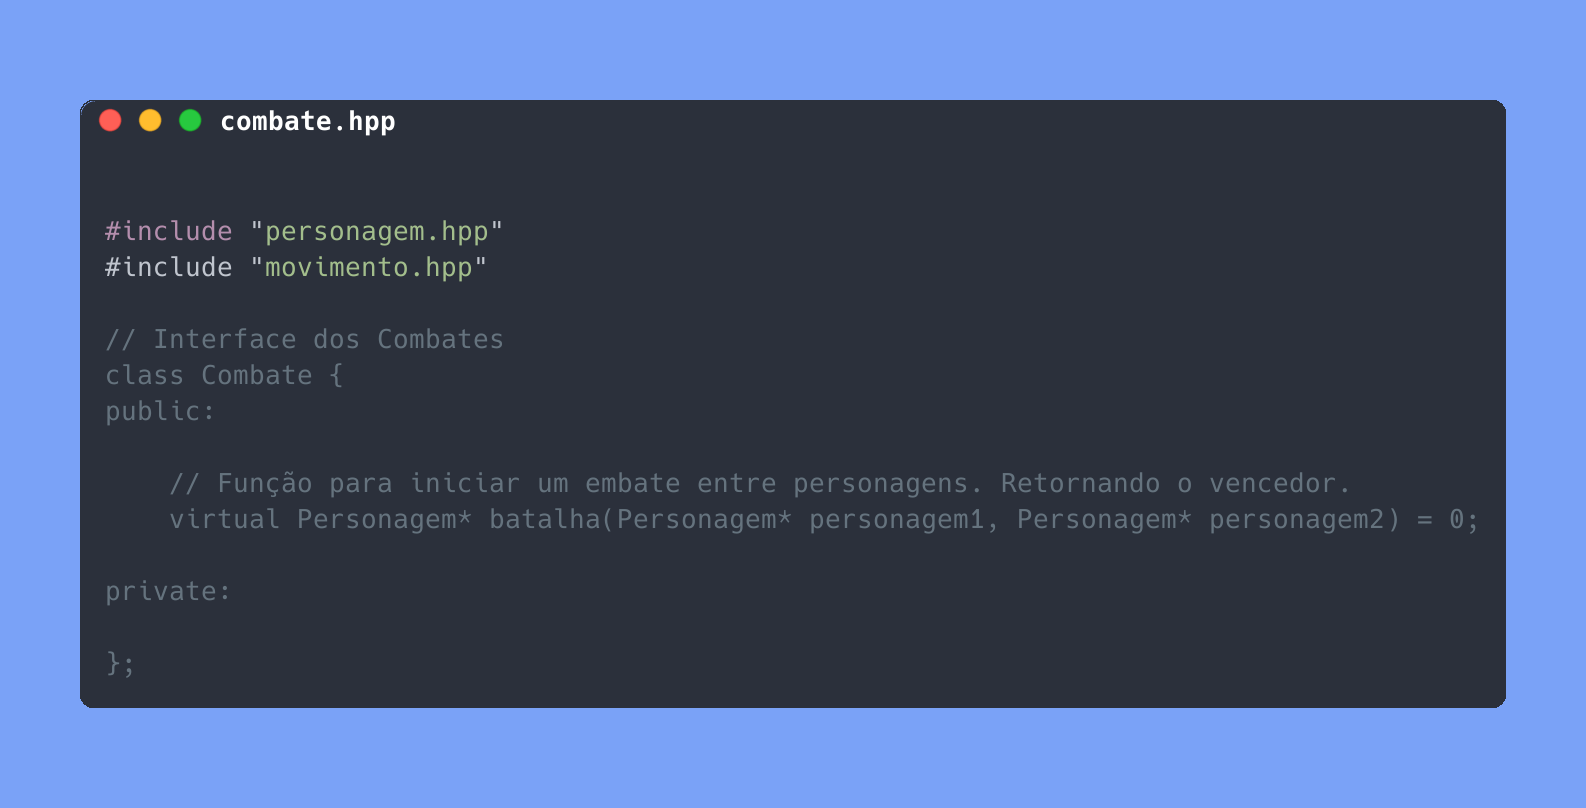 combate.hpp
#include "personagem.hpp"
#include "movimento.hpp"
// Interface dos Combates
class Combate {
public:
    // Função para iniciar um embate entre personagens. Retornando o vencedor.
    virtual Personagem* batalha(Personagem* personagem1, Personagem* personagem2) = 0;
private:
};